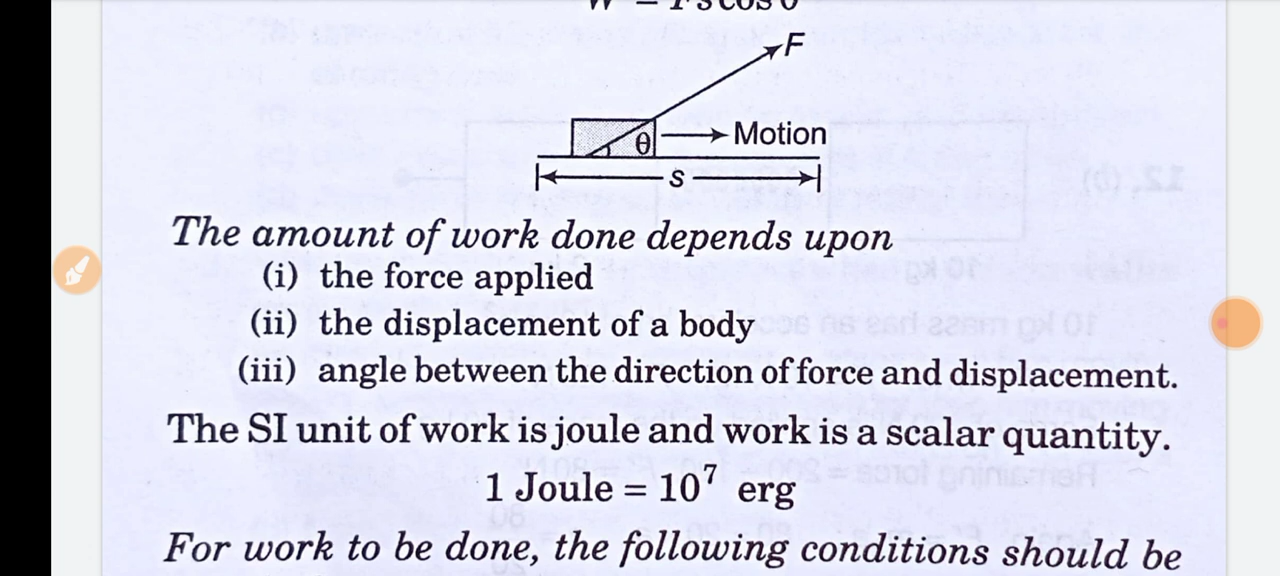 W = Fs cos θ
F
θ
Motion
s
The amount of work done depends upon
(i) the force applied
(ii) the displacement of a body
(iii) angle between the direction of force and displacement.
The SI unit of work is joule and work is a scalar quantity.
1 Joule = 10⁷ erg
For work to be done, the following conditions should be